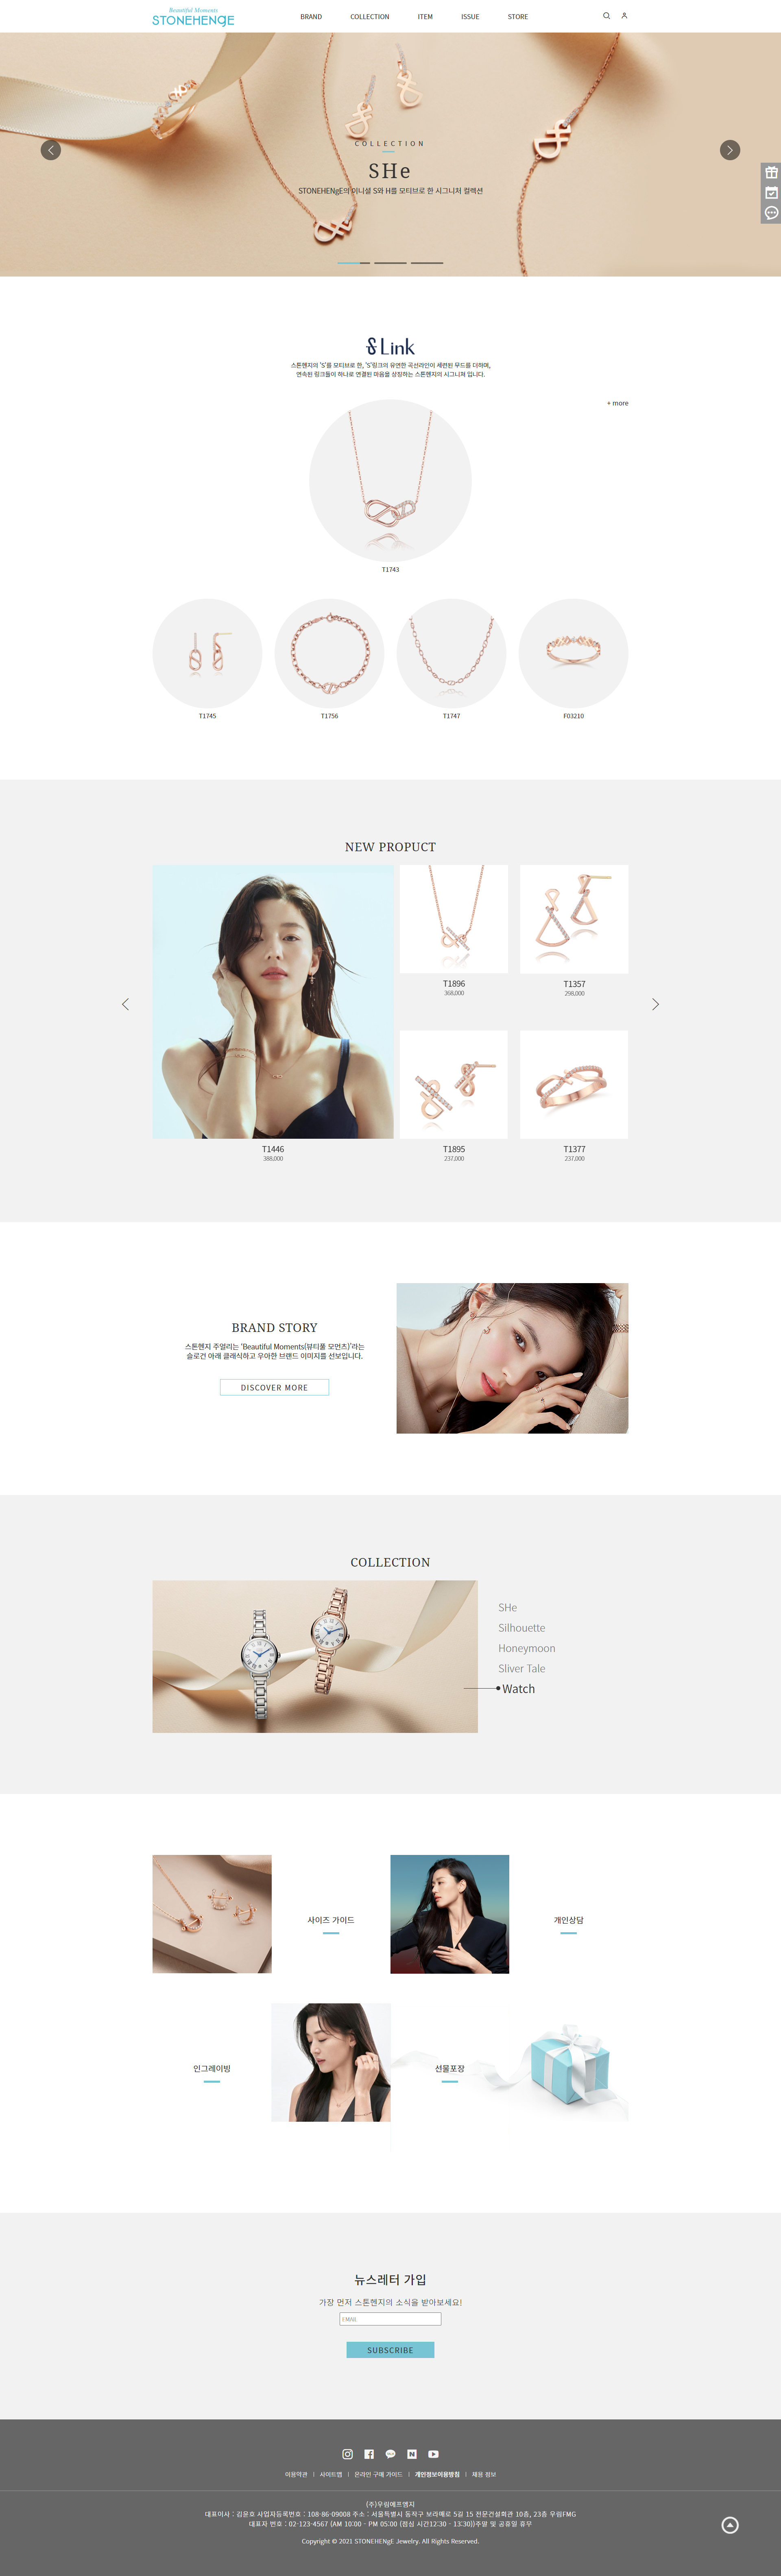 Beautiful Moments
STONEHENgE
BRAND COLLECTION ITEM ISSUE STORE
COLLECTION
SHe
STONEHENgE의 이니셜 S와 H를 모티브로 한 시그니처 컬렉션
S Link
스톤헨지의 'S'를 모티브로 한, 'S'링크의 유연한 곡선라인이 세련된 무드를 더하며,
연속된 링크들이 하나로 연결된 마음을 상징하는 스톤헨지의 시그니쳐 입니다.
+ more
T1743
T1745 T1756 T1747 F03210
NEW PROPUCT
T1896
368,000
T1357
298,000
T1446
388,000
T1895
237,000
T1377
237,000
BRAND STORY
스톤헨지 주얼리는 'Beautiful Moments(뷰티풀 모먼츠)'라는
슬로건 아래 클래식하고 우아한 브랜드 이미지를 선보입니다.
DISCOVER MORE
COLLECTION
SHe
Silhouette
Honeymoon
Sliver Tale
Watch
사이즈 가이드
개인상담
인그레이빙
선물포장
뉴스레터 가입
가장 먼저 스톤헨지의 소식을 받아보세요!
SUBSCRIBE
이용약관 | 사이트맵 | 온라인 구매 가이드 | 개인정보이용방침 | 채용 정보
(주)우림에프엠지
대표이사 : 김윤호 사업자등록번호 : 108-86-09008 주소 : 서울특별시 동작구 보라매로 5길 15 전문건설회관 10층, 23층 우림FMG
대표자 번호 : 02-123-4567 (AM 10:00 - PM 05:00 (점심 시간12:30 - 13:30))주말 및 공휴일 휴무
Copyright © 2021 STONEHENgE Jewelry. All Rights Reserved.